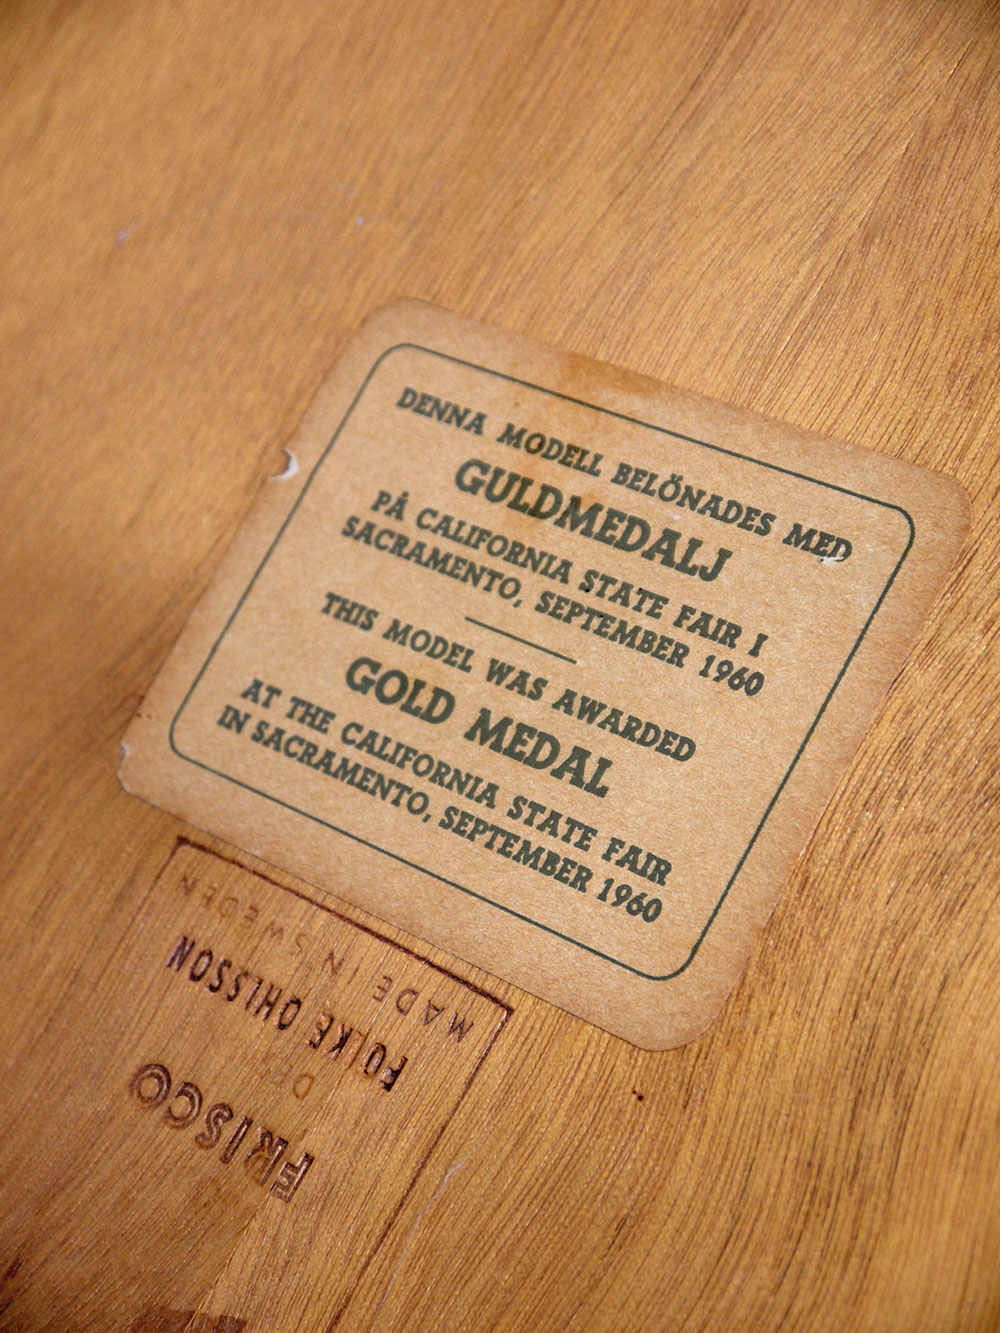 DENNA MODELL BELÖNADES MED
GULDMEDALJ
PÅ CALIFORNIA STATE FAIR I
SACRAMENTO, SEPTEMBER 1960
THIS MODEL WAS AWARDED
GOLD MEDAL
AT THE CALIFORNIA STATE FAIR
IN SACRAMENTO, SEPTEMBER 1960
FRISCO
FOLKE OHLSSON
MADE IN SWEDEN